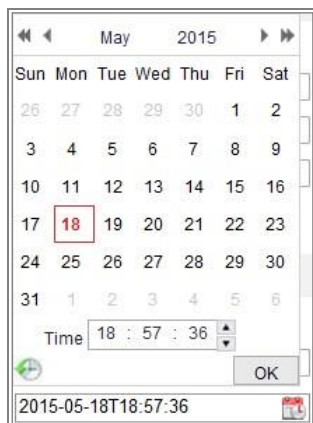 May 2015
Sun Mon Tue Wed Thu Fri Sat
26 27 28 29 30 1 2
3 4 5 6 7 8 9
10 11 12 13 14 15 16
17 18 19 20 21 22 23
24 25 26 27 28 29 30
31 1 2 3 4 5 6
Time 18 : 57 : 36
OK
2015-05-18T18:57:36